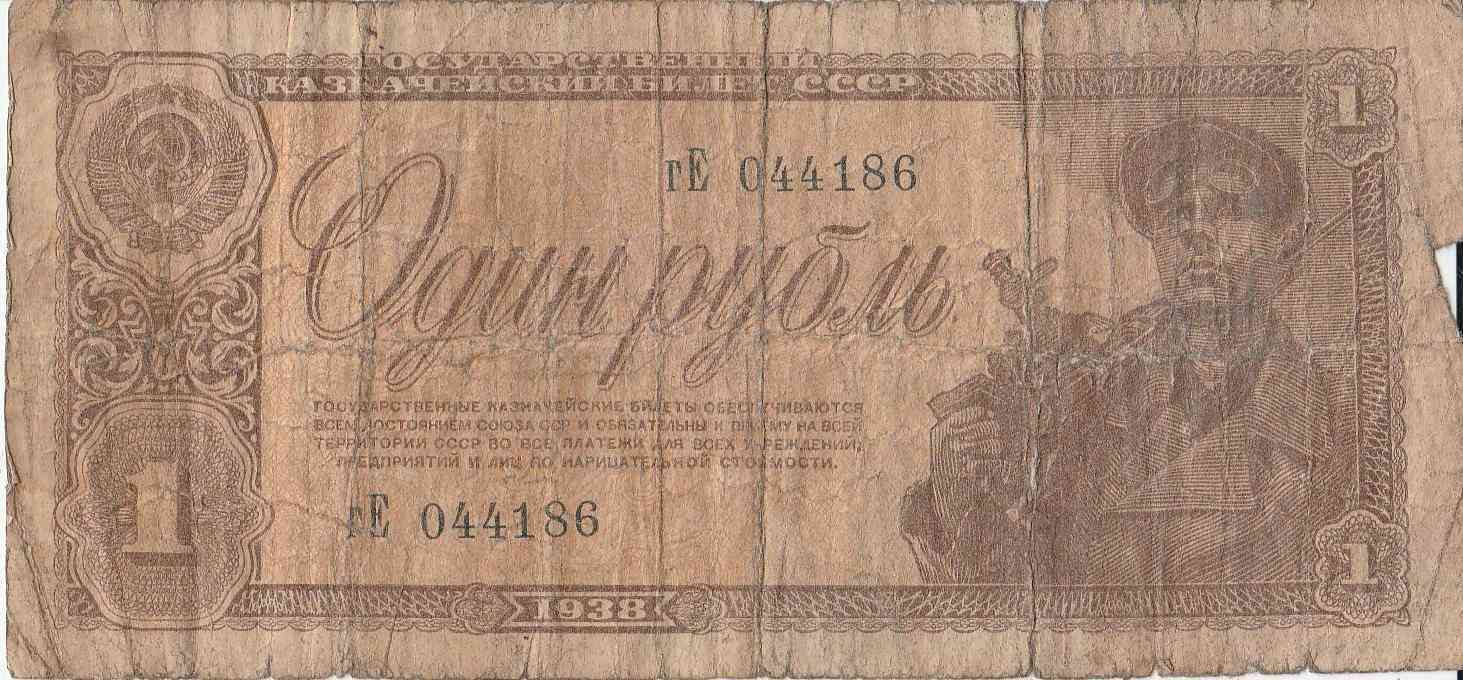 ГОСУДАРСТВЕННЫЙ
КАЗНАЧЕЙСКИЙ БИЛЕТ СССР
1
гЕ 044186
Один рубль
ГОСУДАРСТВЕННЫЕ КАЗНАЧЕЙСКИЕ БИЛЕТЫ ОБЕСПЕЧИВАЮТСЯ
ВСЕМ ДОСТОЯНИЕМ СОЮЗА ССР И ОБЯЗАТЕЛЬНЫ К ПРИЕМУ НА ВСЕЙ
ТЕРРИТОРИИ СССР ВО ВСЕ ПЛАТЕЖИ ДЛЯ ВСЕХ УЧРЕЖДЕНИЙ,
ПРЕДПРИЯТИЙ И ЛИЦ ПО НАРИЦАТЕЛЬНОЙ СТОИМОСТИ.
1
гЕ 044186
1
1938